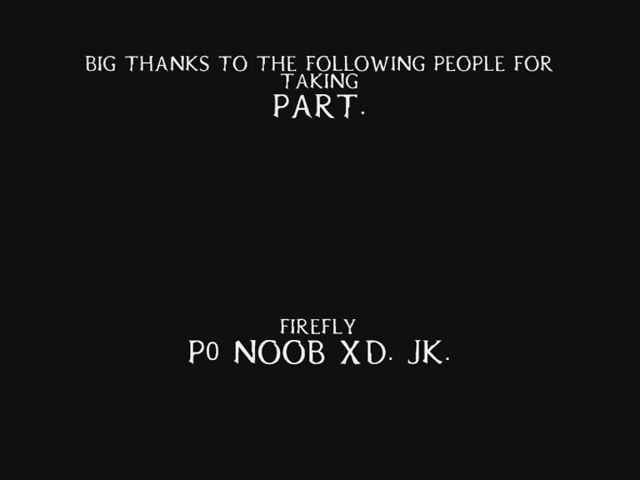 BIG THANKS TO THE FOLLOWING PEOPLE FOR
TAKING
PART.
FIREFLY
P0 NOOB XD. JK.